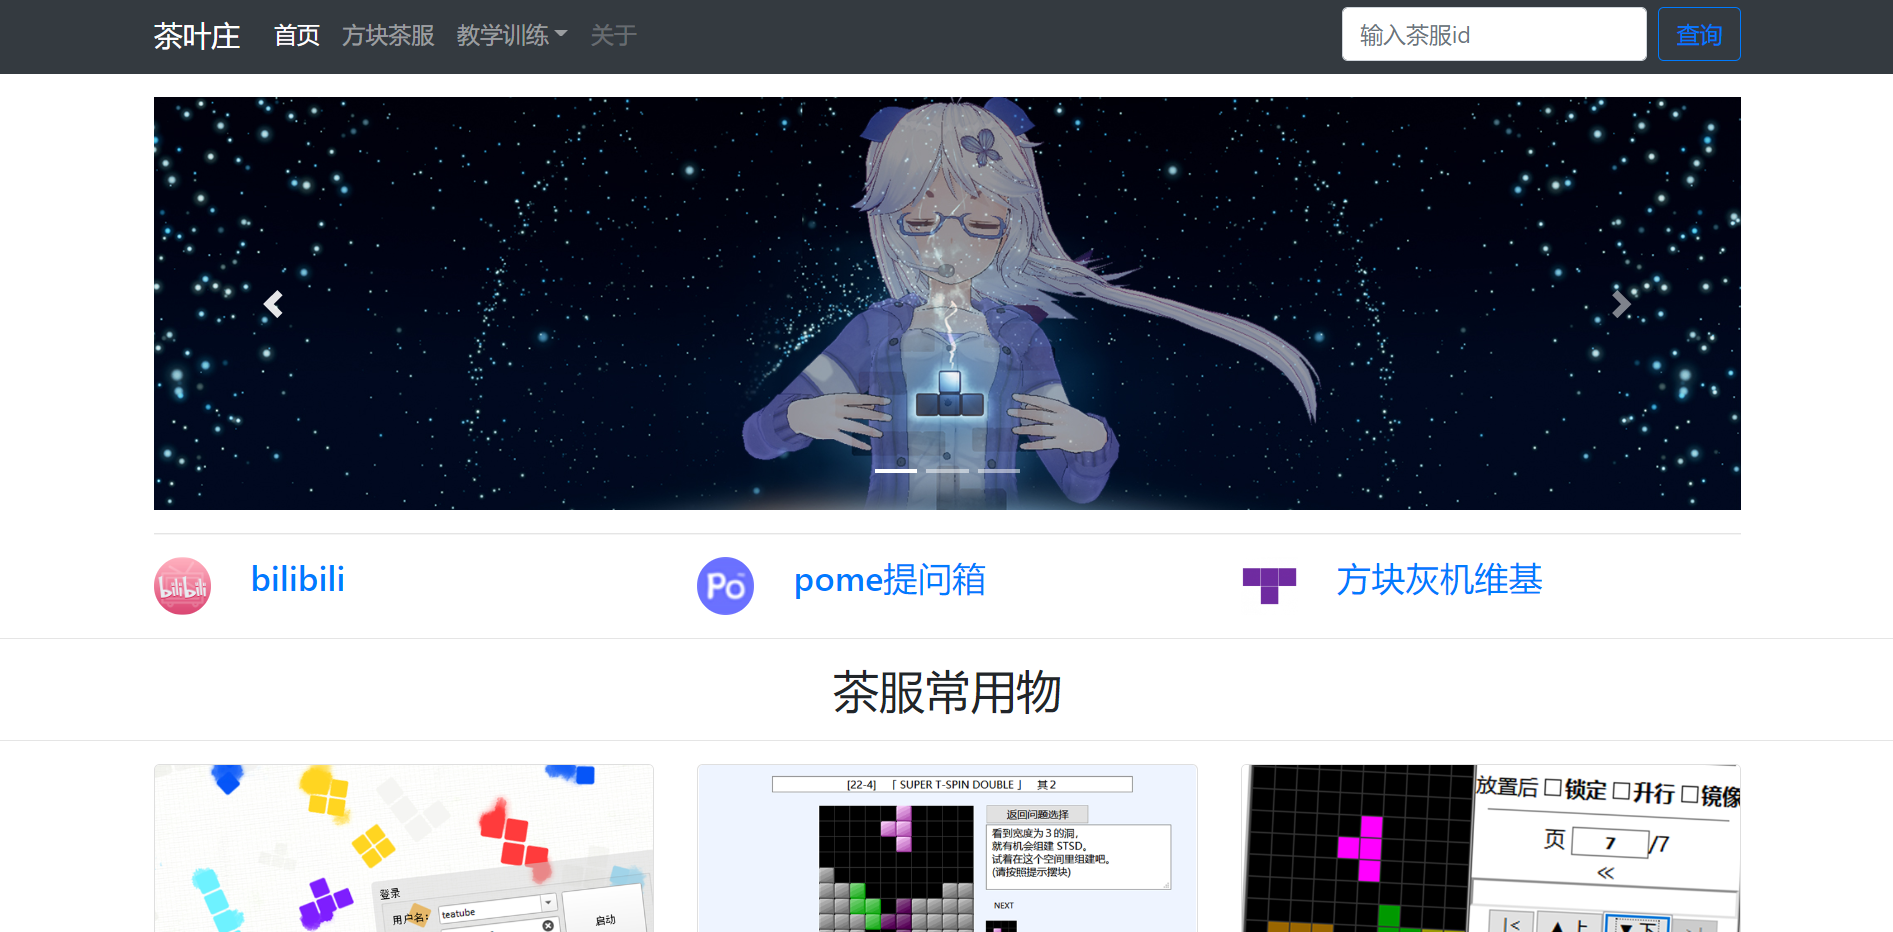 茶叶庄 首页 方块茶服 教学训练 关于 输入茶服id 查询
bilibili bilibili Po pome提问箱 方块灰机维基
茶服常用物
登录
用户名: teatube
启动
[22-4] 「 SUPER T-SPIN DOUBLE 」 其2
返回问题选择
看到宽度为 3 的洞,
就有机会组建 STSD。
试着在这个空间里组建吧。
(请按照提示摆块)
NEXT
放置后 锁定 升行 镜像
页 7 /7
≪
|< ▲ 上 ▼ 下 >|